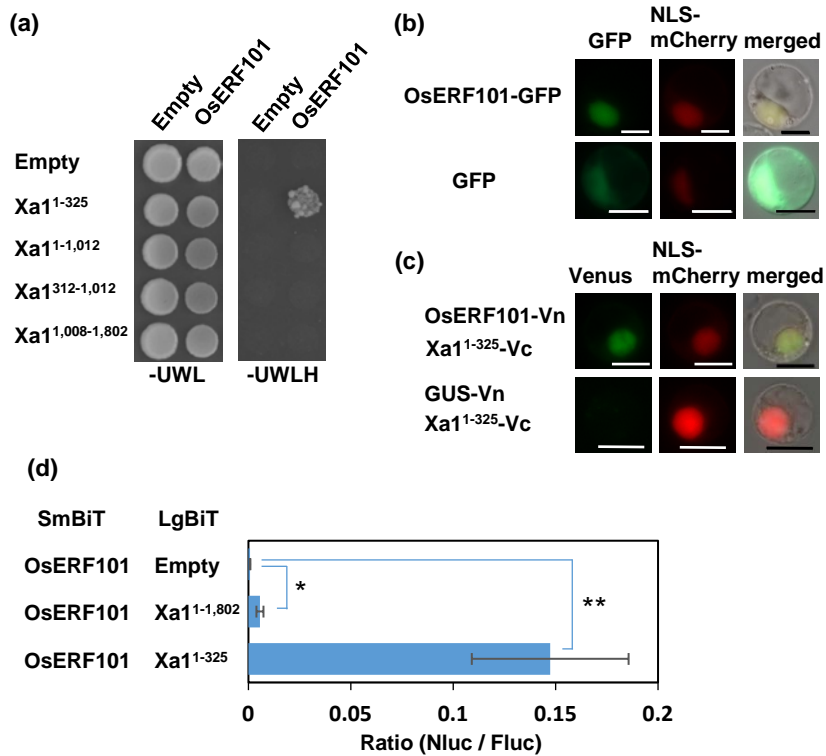 (a)
Empty
OsERF101
Empty
OsERF101
Empty
Xa1¹⁻³²⁵
Xa1¹⁻¹,⁰¹²
Xa1³¹²⁻¹,⁰¹²
Xa1¹,⁰⁰⁸⁻¹,⁸⁰²
-UWL
-UWLH
(b)
GFP
NLS-
mCherry
merged
OsERF101-GFP
GFP
(c)
Venus
NLS-
mCherry
merged
OsERF101-Vn
Xa1¹⁻³²⁵-Vc
GUS-Vn
Xa1¹⁻³²⁵-Vc
(d)
SmBiT LgBiT
OsERF101 Empty
OsERF101 Xa1¹⁻¹,⁸⁰²
OsERF101 Xa1¹⁻³²⁵
*
**
0 0.05 0.1 0.15 0.2
Ratio (Nluc / Fluc)